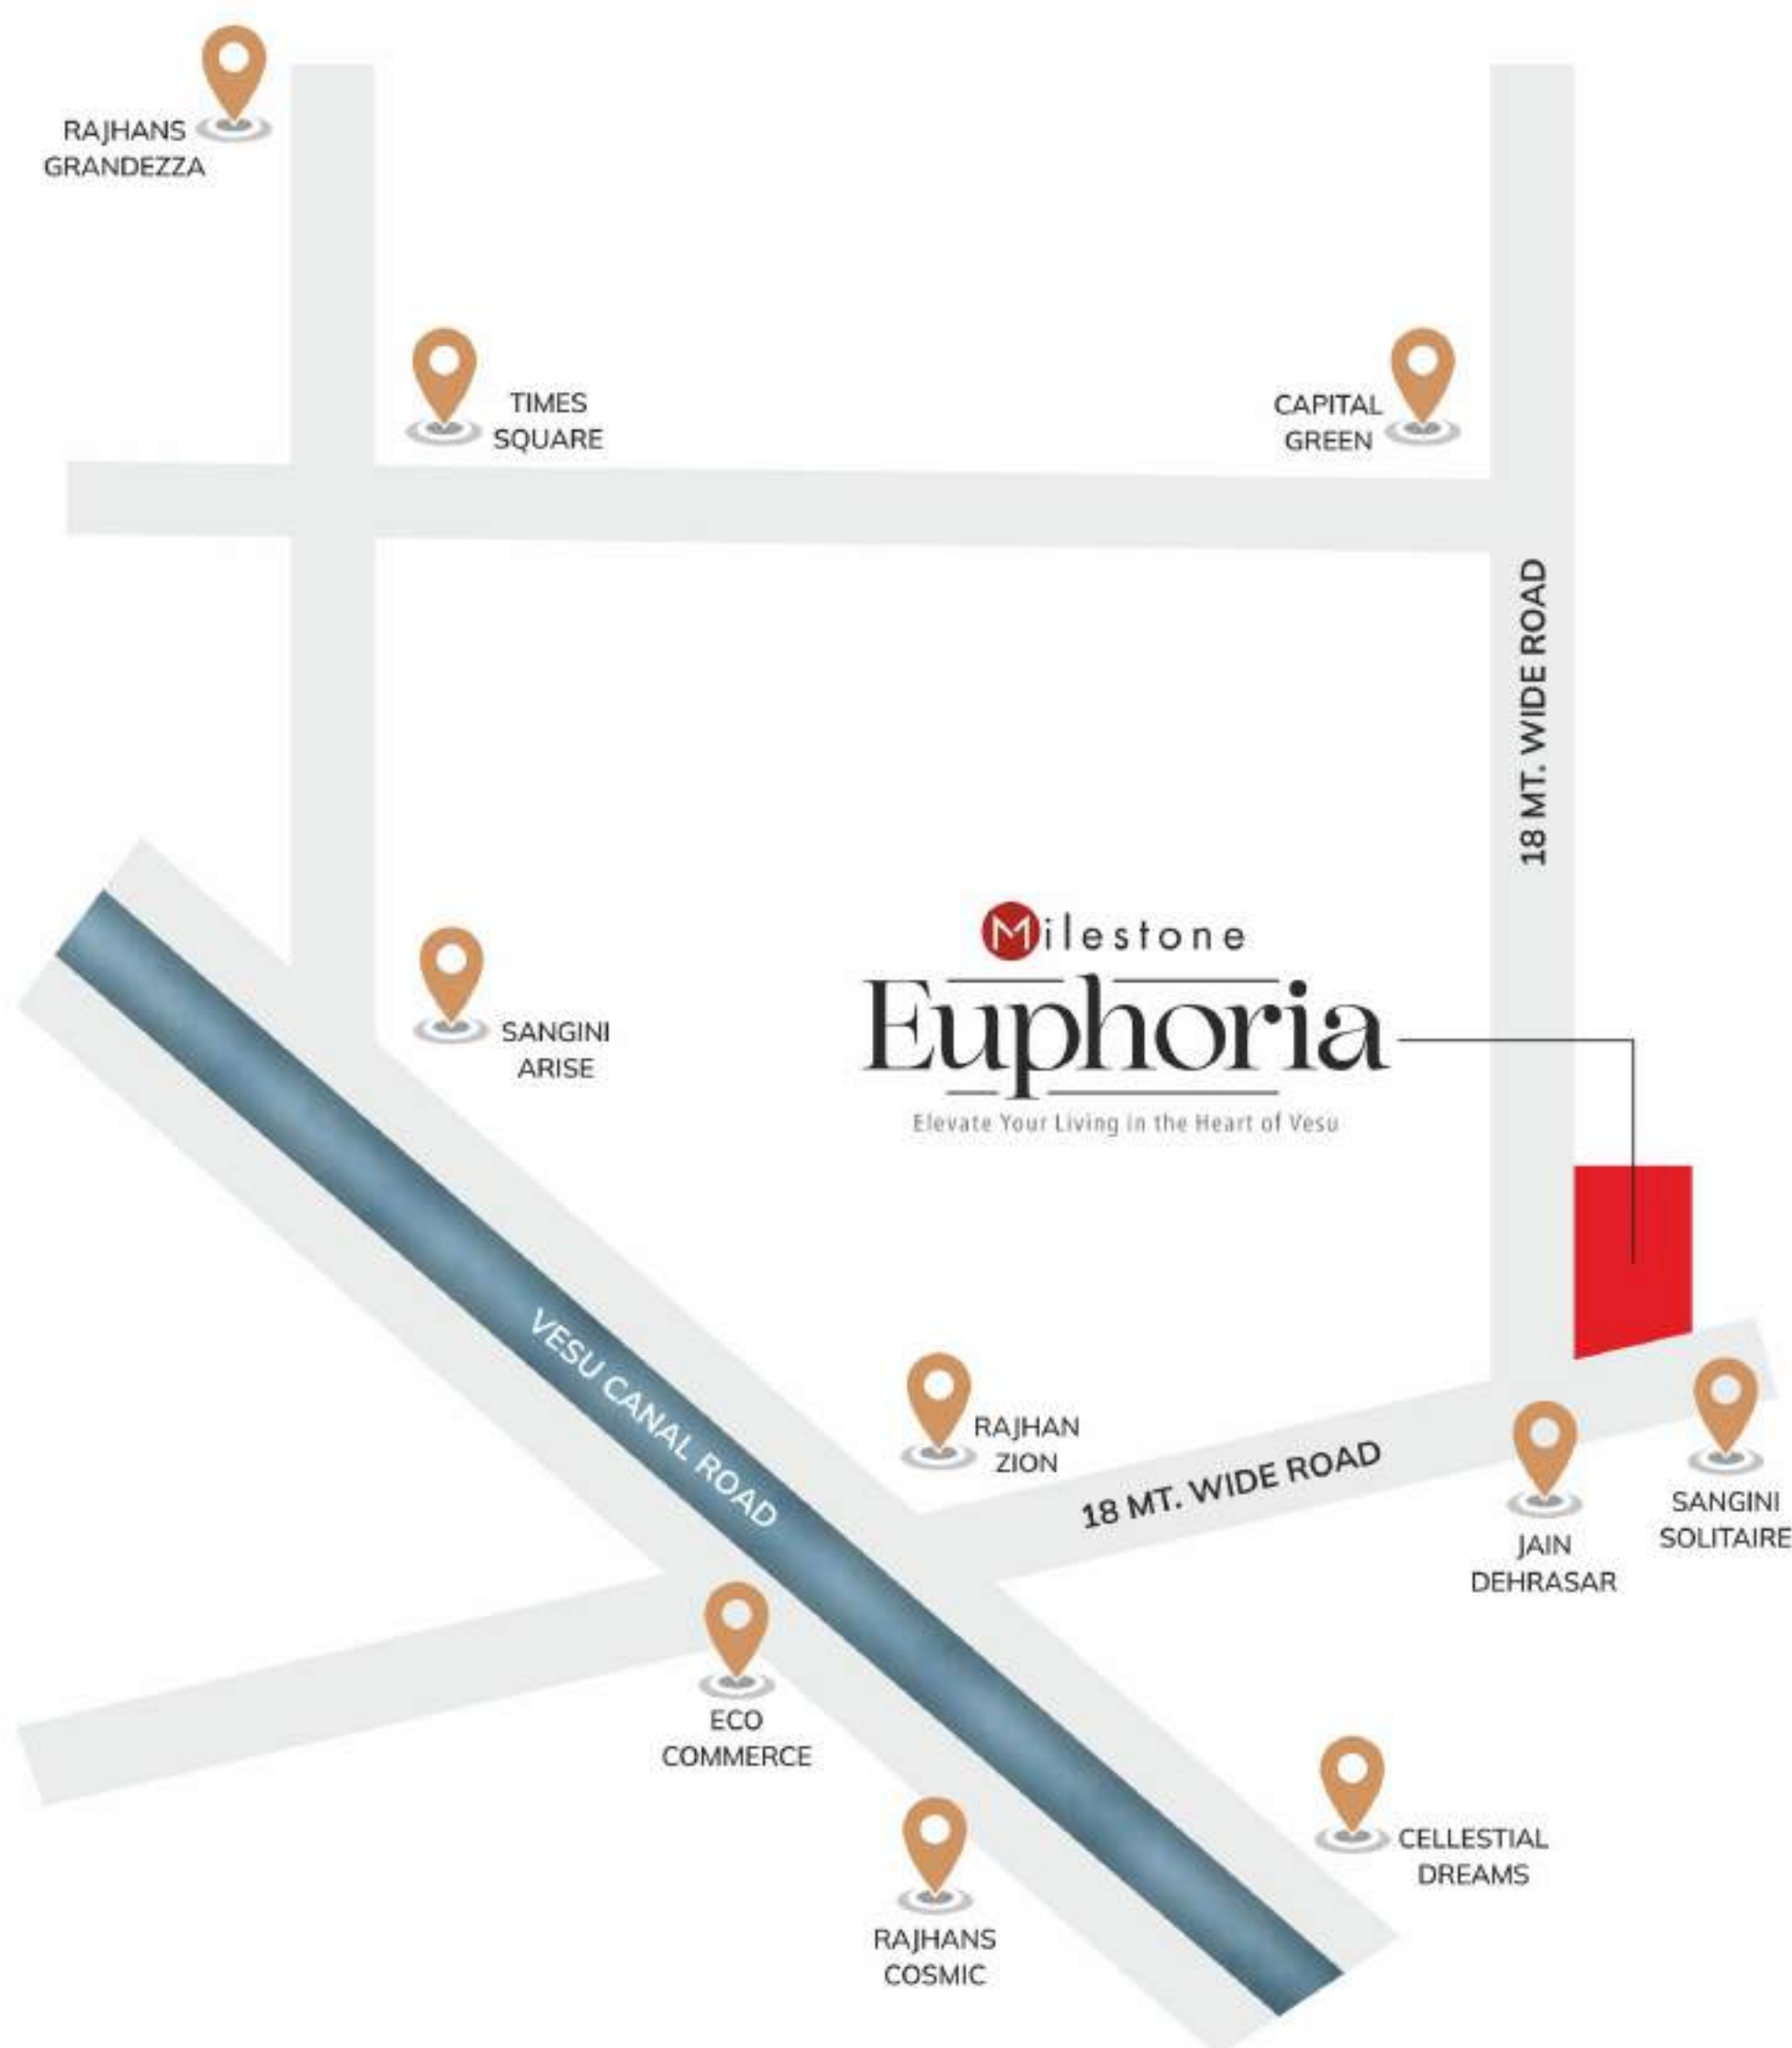 RAJHANS
GRANDEZZA
TIMES
SQUARE
CAPITAL
GREEN
18 MT. WIDE ROAD
Milestone
Euphoria
Elevate Your Living in the Heart of Vesu
SANGINI
ARISE
VESU CANAL ROAD
RAJHAN
ZION
18 MT. WIDE ROAD
JAIN
DEHRASAR
SANGINI
SOLITAIRE
ECO
COMMERCE
CELLESTIAL
DREAMS
RAJHANS
COSMIC